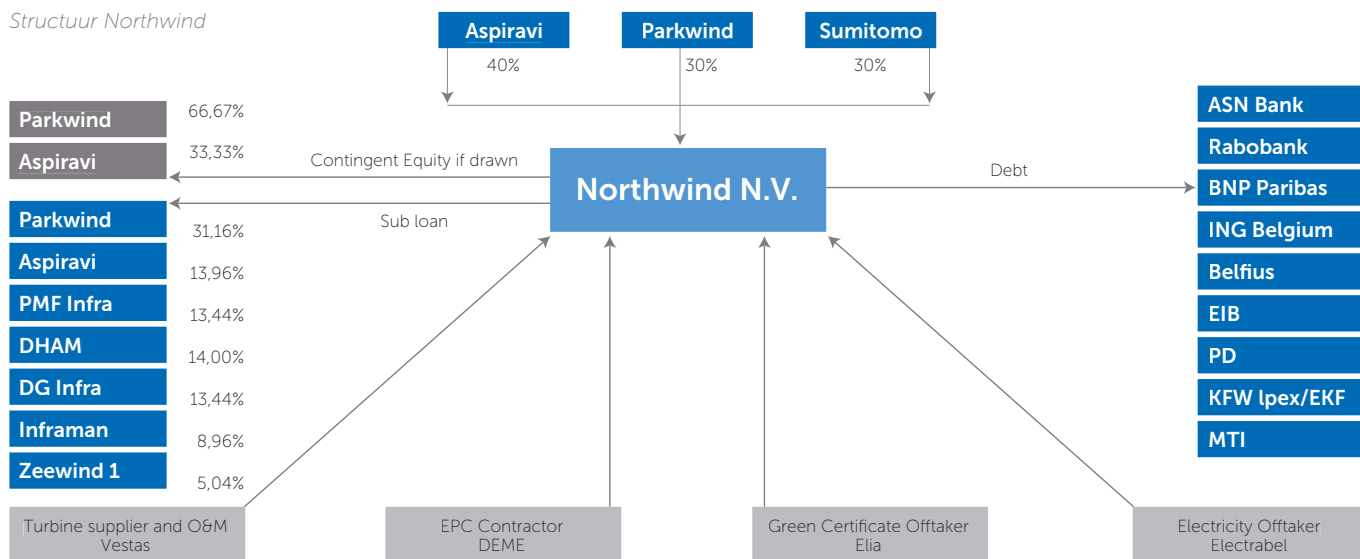 Structuur Northwind
Aspiravi
Parkwind
Sumitomo
40%
30%
30%
Parkwind
66,67%
Aspiravi
33,33%
Contingent Equity if drawn
Sub loan
Northwind N.V.
Debt
Parkwind
31,16%
Aspiravi
13,96%
PMF Infra
13,44%
DHAM
14,00%
DG Infra
13,44%
Inframan
8,96%
Zeewind 1
5,04%
ASN Bank
Rabobank
BNP Paribas
ING Belgium
Belfius
EIB
PD
KFW lpex/EKF
MTI
Turbine supplier and O&M
Vestas
EPC Contractor
DEME
Green Certificate Offtaker
Elia
Electricity Offtaker
Electrabel